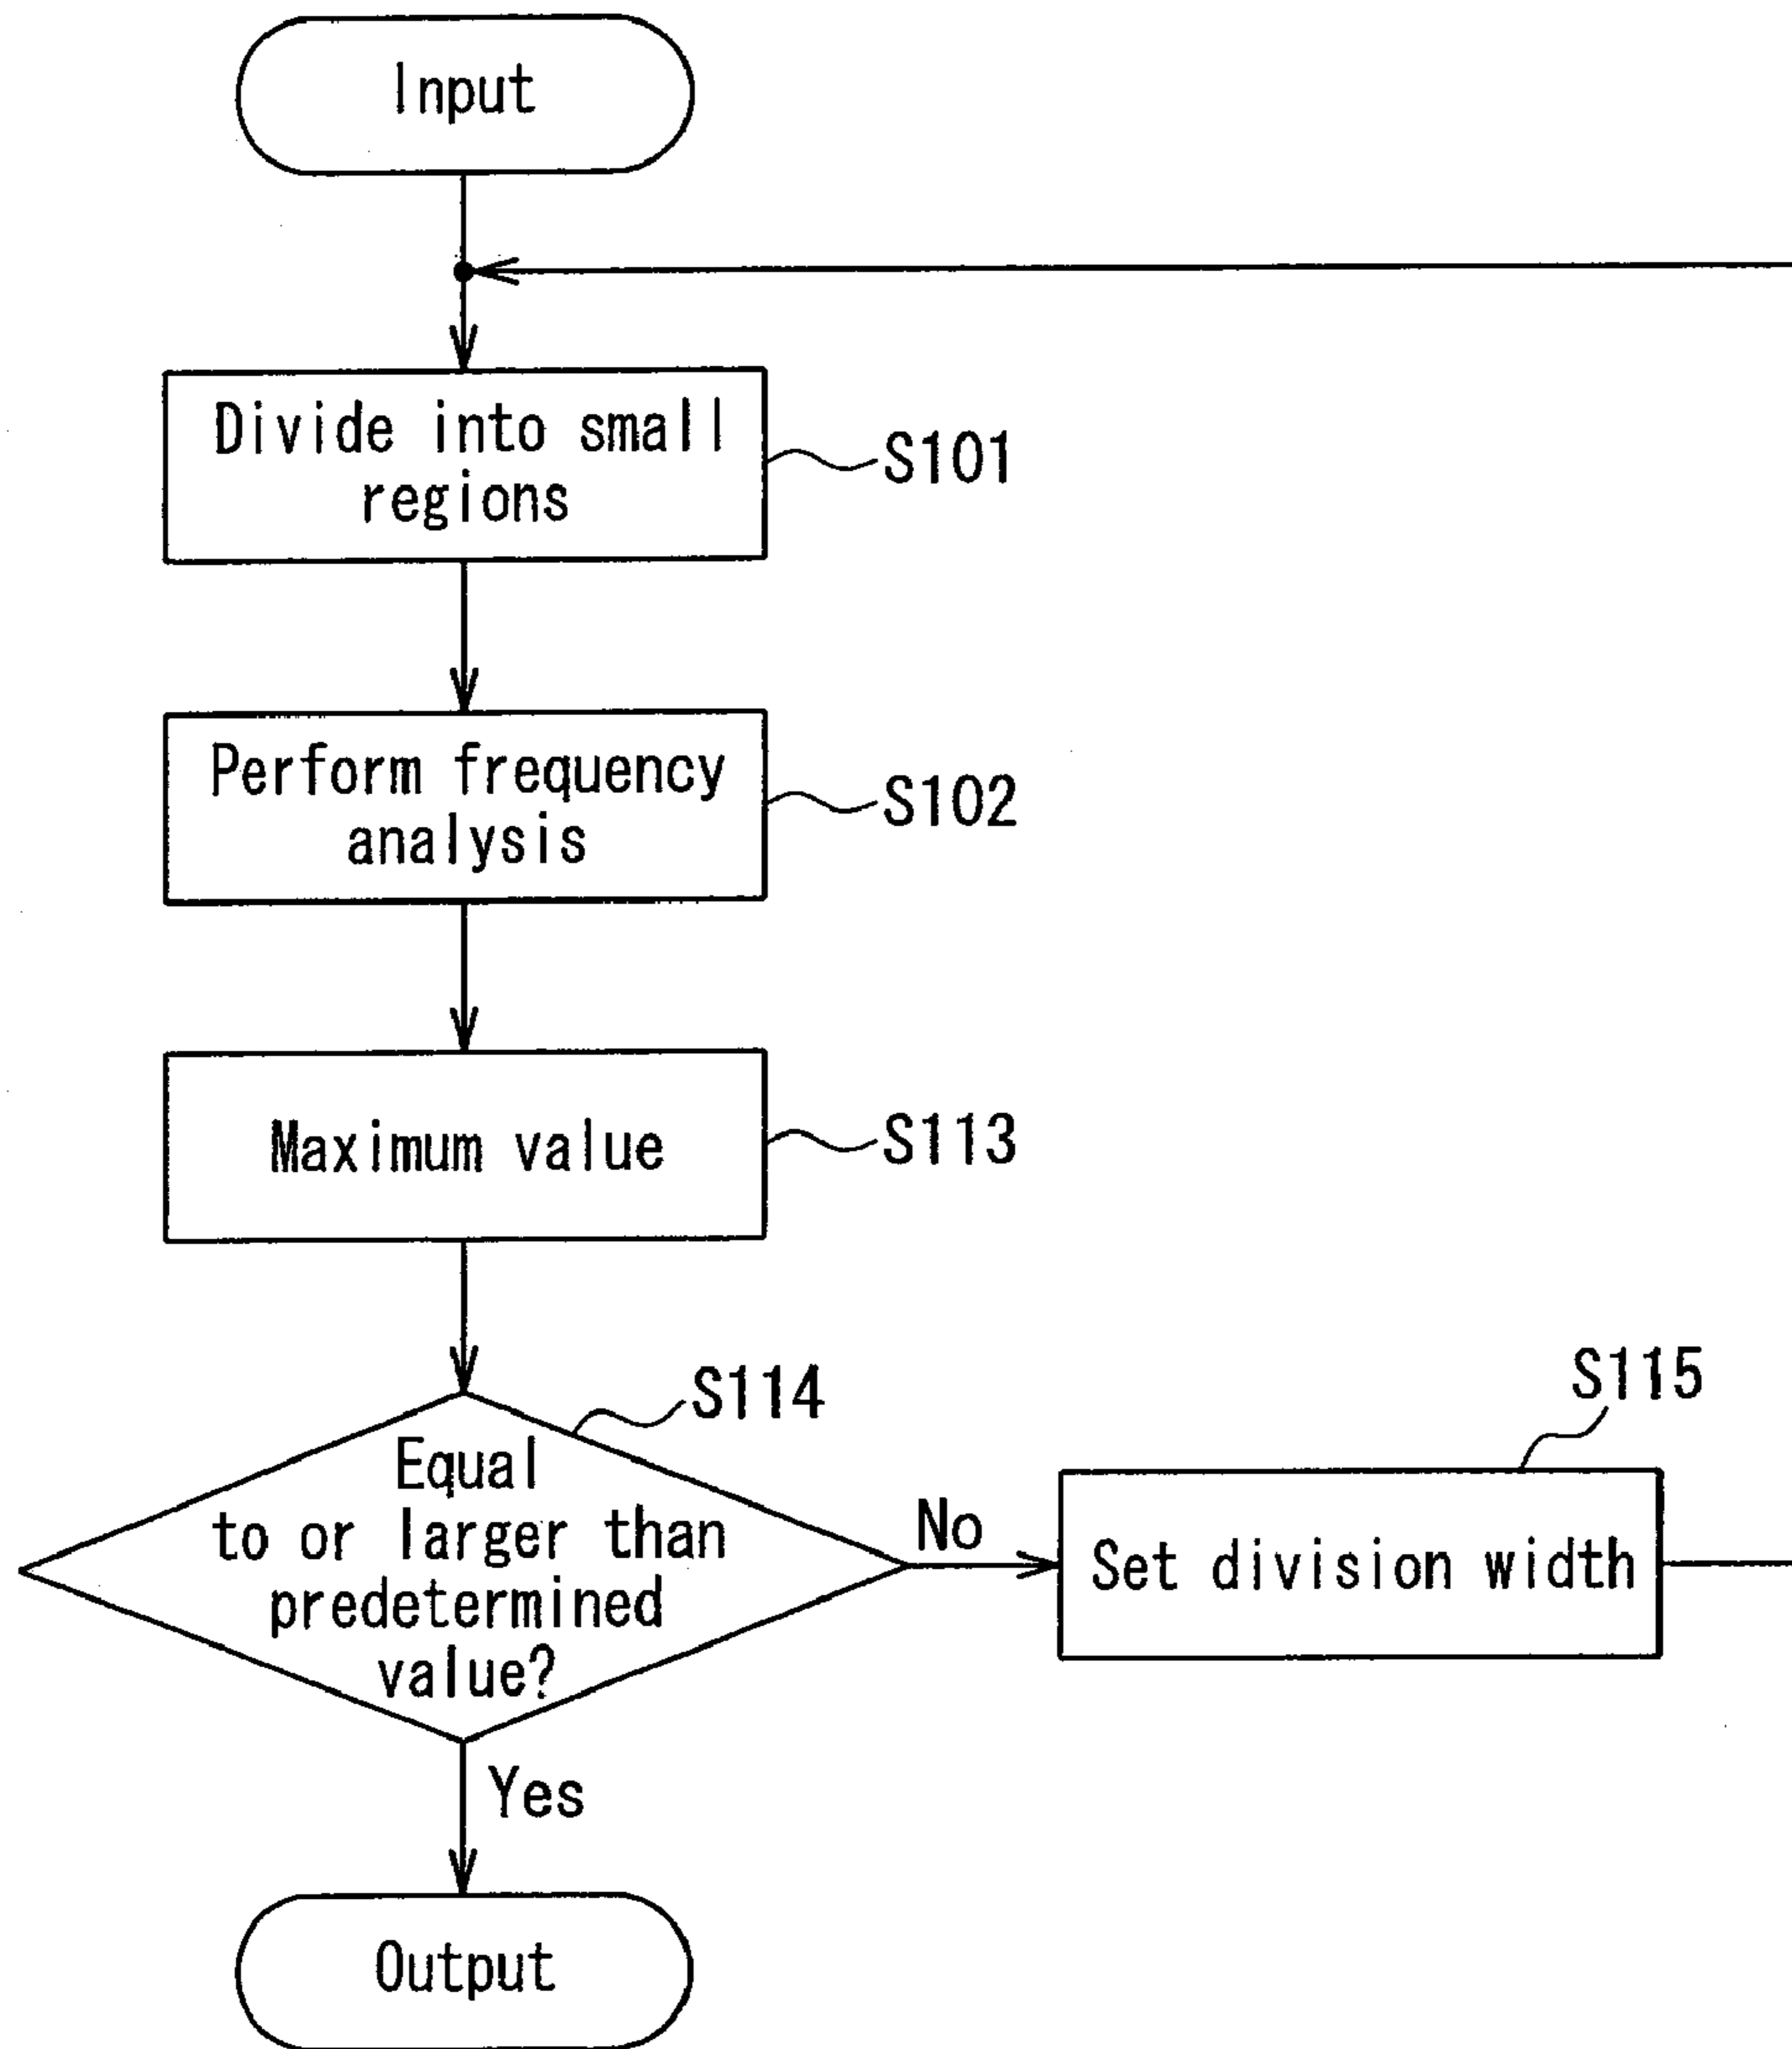 Input
Divide into small
regions
S101
Perform frequency
analysis
S102
Maximum value
S113
S114
Equal
to or larger than
predetermined
value?
No
S115
Set division width
Yes
Output